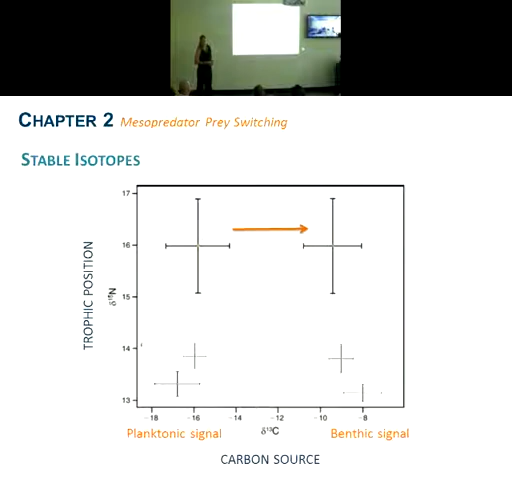 CHAPTER 2 Mesopredator Prey Switching
STABLE ISOTOPES
17
16
15
14
13
TROPHIC POSITION
δ¹⁵N
-18 -16 -14 -12 -10 -8
Planktonic signal δ¹³C Benthic signal
CARBON SOURCE